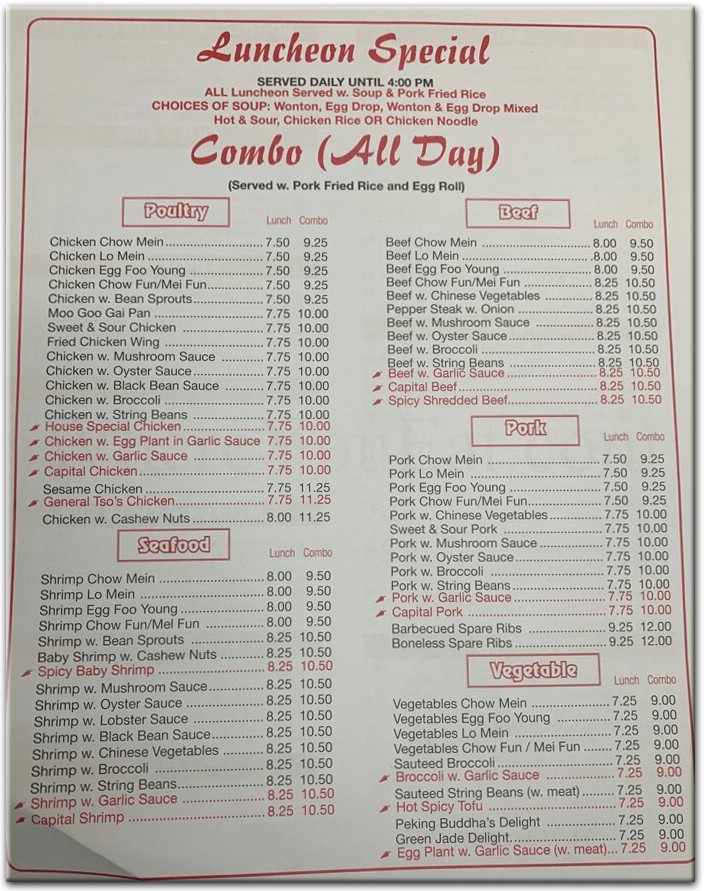 Luncheon Special
SERVED DAILY UNTIL 4:00 PM
ALL Luncheon Served w. Soup & Pork Fried Rice
CHOICES OF SOUP: Wonton, Egg Drop, Wonton & Egg Drop Mixed
Hot & Sour, Chicken Rice OR Chicken Noodle
Combo (All Day)
(Served w. Pork Fried Rice and Egg Roll)
Poultry
Lunch Combo
Chicken Chow Mein 7.50 9.25
Chicken Lo Mein 7.50 9.25
Chicken Egg Foo Young 7.50 9.25
Chicken Chow Fun/Mei Fun 7.50 9.25
Chicken w. Bean Sprouts 7.50 9.25
Moo Goo Gai Pan 7.75 10.00
Sweet & Sour Chicken 7.75 10.00
Fried Chicken Wing 7.75 10.00
Chicken w. Mushroom Sauce 7.75 10.00
Chicken w. Oyster Sauce 7.75 10.00
Chicken w. Black Bean Sauce 7.75 10.00
Chicken w. Broccoli 7.75 10.00
Chicken w. String Beans 7.75 10.00
House Special Chicken 7.75 10.00
Chicken w. Egg Plant in Garlic Sauce 7.75 10.00
Chicken w. Garlic Sauce 7.75 10.00
Capital Chicken 7.75 10.00
Sesame Chicken 7.75 11.25
General Tso's Chicken 7.75 11.25
Chicken w. Cashew Nuts 8.00 11.25
Seafood
Lunch Combo
Shrimp Chow Mein 8.00 9.50
Shrimp Lo Mein 8.00 9.50
Shrimp Egg Foo Young 8.00 9.50
Shrimp Chow Fun/Mel Fun 8.00 9.50
Shrimp w. Bean Sprouts 8.25 10.50
Baby Shrimp w. Cashew Nuts 8.25 10.50
Spicy Baby Shrimp 8.25 10.50
Shrimp w. Mushroom Sauce 8.25 10.50
Shrimp w. Oyster Sauce 8.25 10.50
Shrimp w. Lobster Sauce 8.25 10.50
Shrimp w. Black Bean Sauce 8.25 10.50
Shrimp w. Chinese Vegetables 8.25 10.50
Shrimp w. Broccoli 8.25 10.50
Shrimp w. String Beans 8.25 10.50
Shrimp w. Garlic Sauce 8.25 10.50
Capital Shrimp 8.25 10.50
Beef
Lunch Combo
Beef Chow Mein 8.00 9.50
Beef Lo Mein 8.00 9.50
Beef Egg Foo Young 8.00 9.50
Beef Chow Fun/Mei Fun 8.25 10.50
Beef w. Chinese Vegetables 8.25 10.50
Pepper Steak w. Onion 8.25 10.50
Beef w. Mushroom Sauce 8.25 10.50
Beef w. Oyster Sauce 8.25 10.50
Beef w. Broccoli 8.25 10.50
Beef w. String Beans 8.25 10.50
Beef w. Garlic Sauce 8.25 10.50
Capital Beef 8.25 10.50
Spicy Shredded Beef 8.25 10.50
Pork
Lunch Combo
Pork Chow Mein 7.50 9.25
Pork Lo Mein 7.50 9.25
Pork Egg Foo Young 7.50 9.25
Pork Chow Fun/Mei Fun 7.50 9.25
Pork w. Chinese Vegetables 7.75 10.00
Sweet & Sour Pork 7.75 10.00
Pork w. Mushroom Sauce 7.75 10.00
Pork w. Oyster Sauce 7.75 10.00
Pork w. Broccoli 7.75 10.00
Pork w. String Beans 7.75 10.00
Pork w. Garlic Sauce 7.75 10.00
Capital Pork 7.75 10.00
Barbecued Spare Ribs 9.25 12.00
Boneless Spare Ribs 9.25 12.00
Vegetable
Lunch Combo
Vegetables Chow Mein 7.25 9.00
Vegetables Egg Foo Young 7.25 9.00
Vegetables Lo Mein 7.25 9.00
Vegetables Chow Fun / Mei Fun 7.25 9.00
Sauteed Broccoli 7.25 9.00
Broccoli w. Garlic Sauce 7.25 9.00
Sauteed String Beans (w. meat) 7.25 9.00
Hot Spicy Tofu 7.25 9.00
Peking Buddha's Delight 7.25 9.00
Green Jade Delight 7.25 9.00
Egg Plant w. Garlic Sauce (w. meat) 7.25 9.00